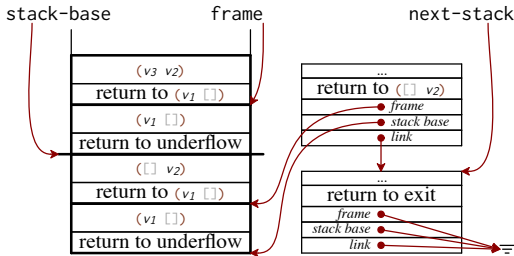 stack-base
frame
next-stack
(v3 v2)
return to (v1 [])
(v1 [])
return to underflow
([] v2)
return to (v1 [])
(v1 [])
return to underflow
...
return to ([] v2)
frame
stack base
link
...
return to exit
frame
stack base
link